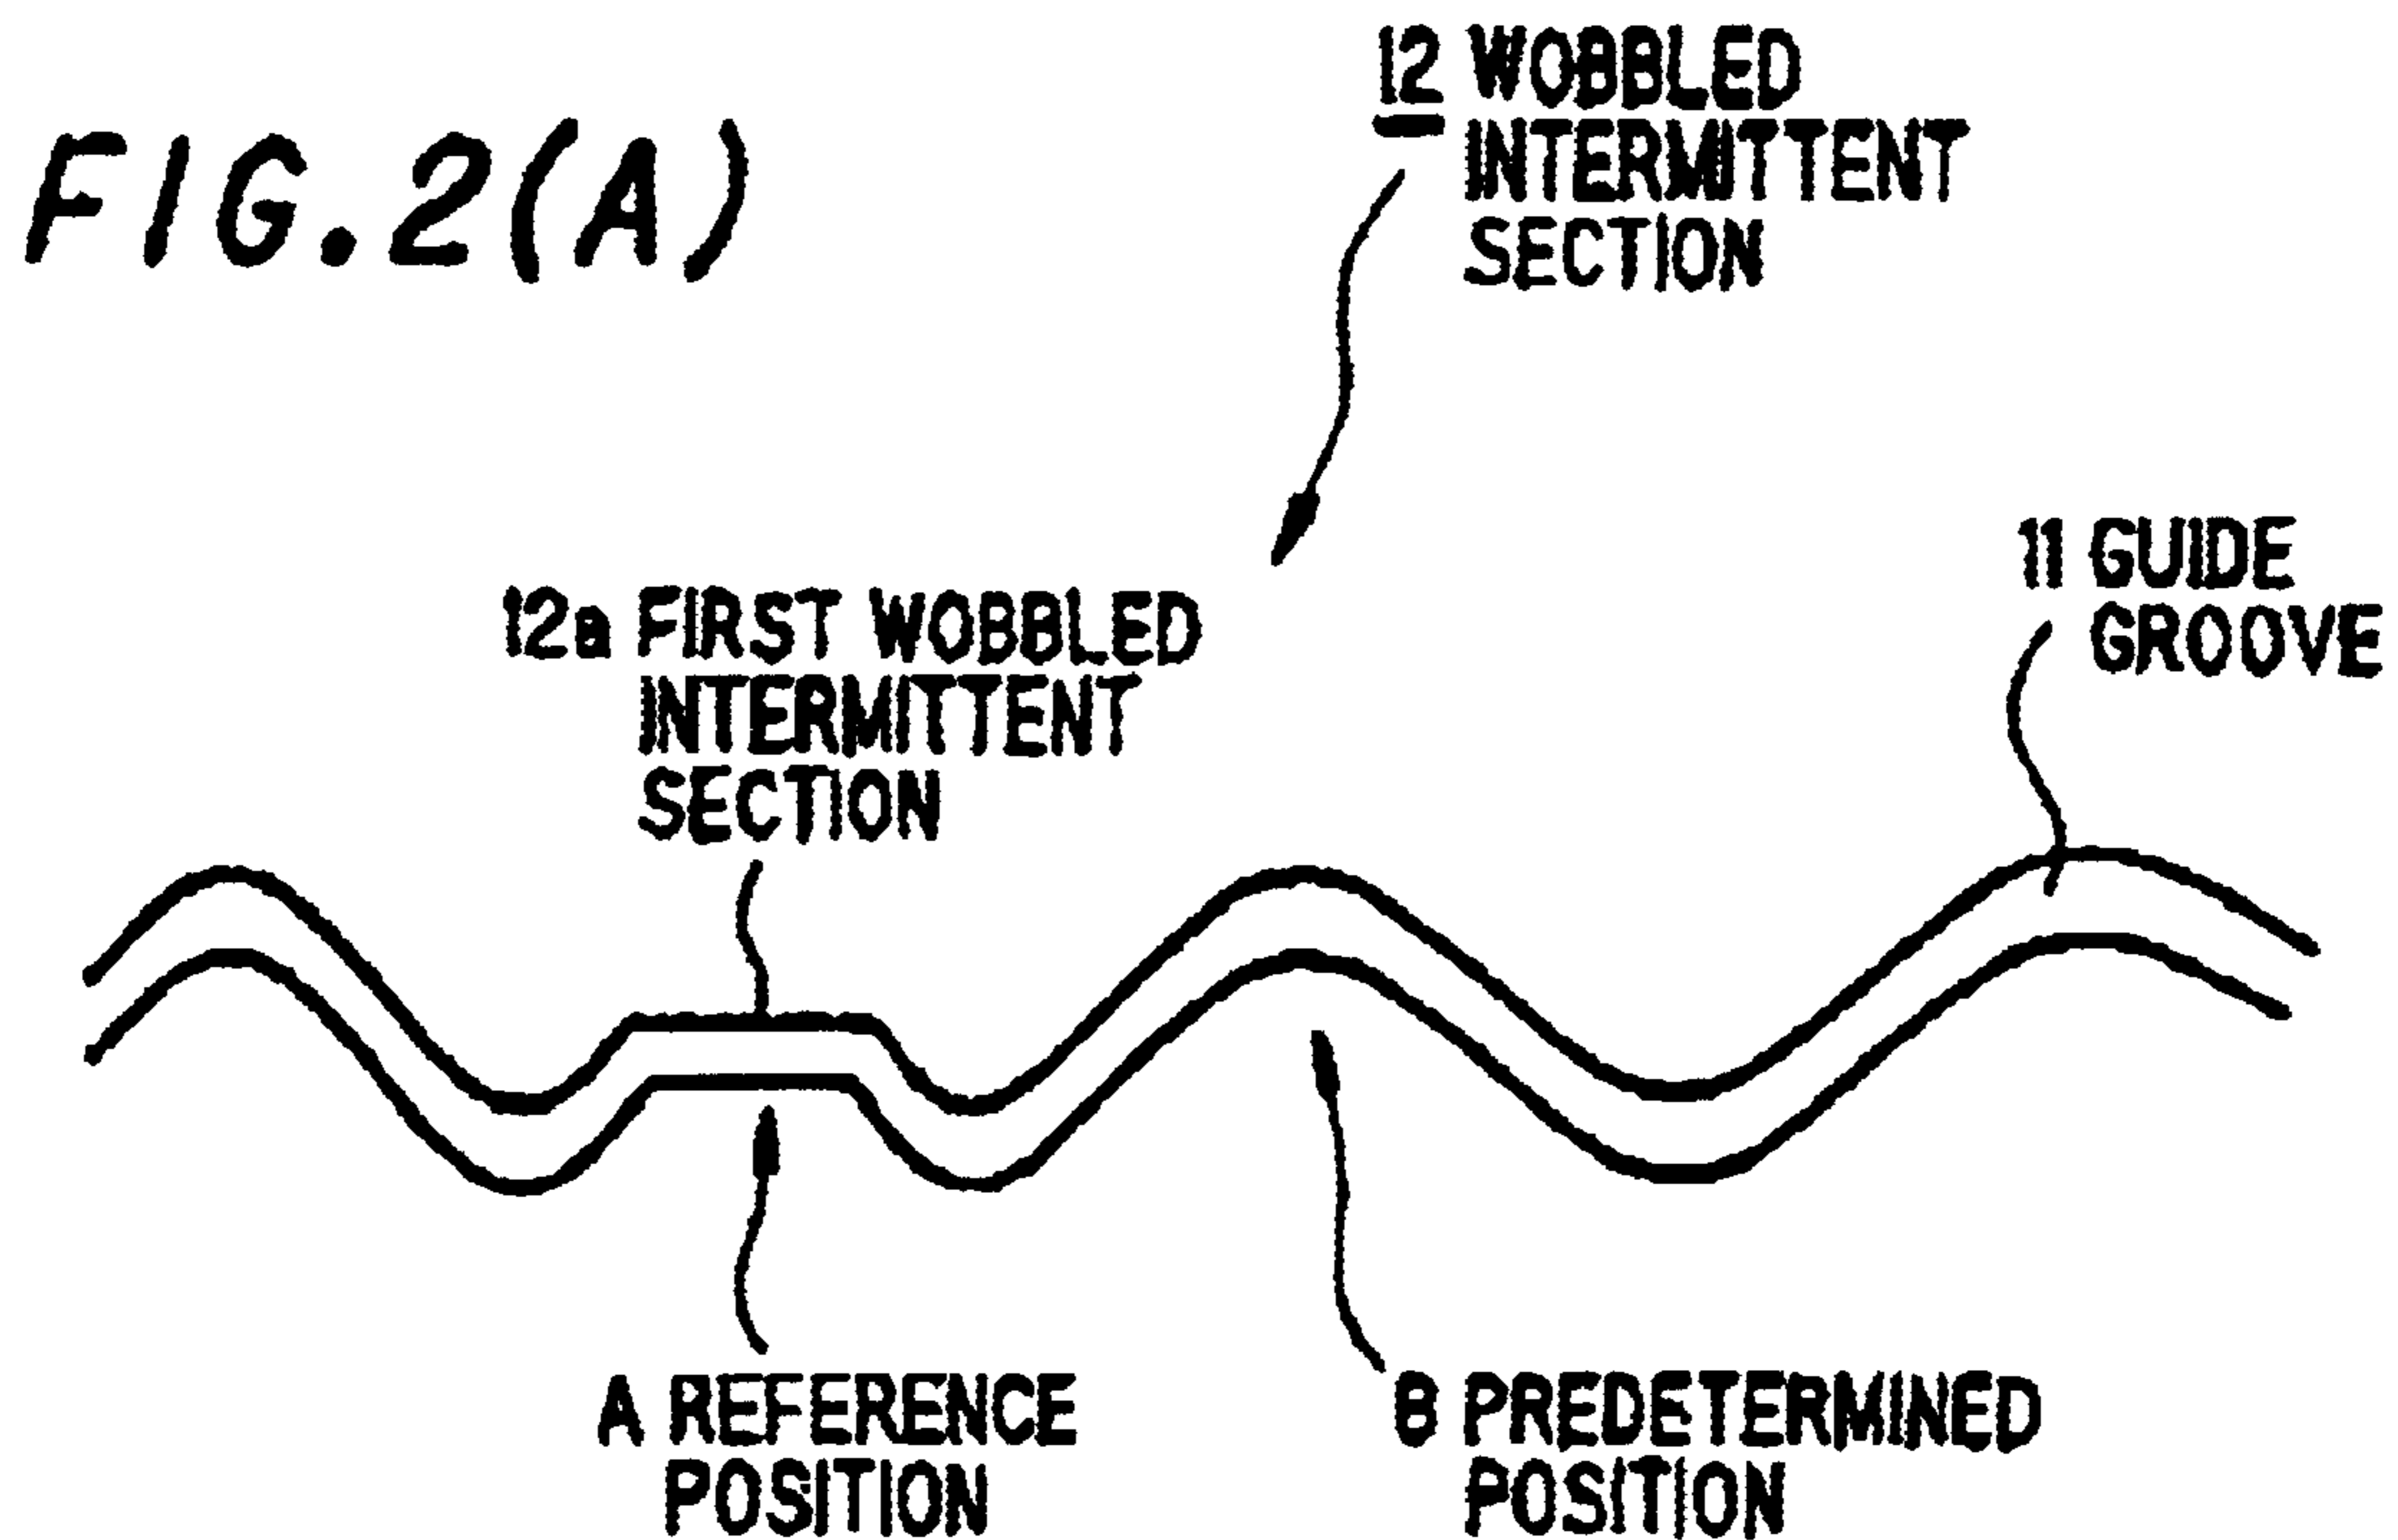 FIG.2(A)
12 WOBBLED
INTERMITTENT
SECTION
11 GUIDE
GROOVE
12a FIRST WOBBLED
INTERMITTENT
SECTION
A REFERENCE
POSITION
B PREDETERMINED
POSITION